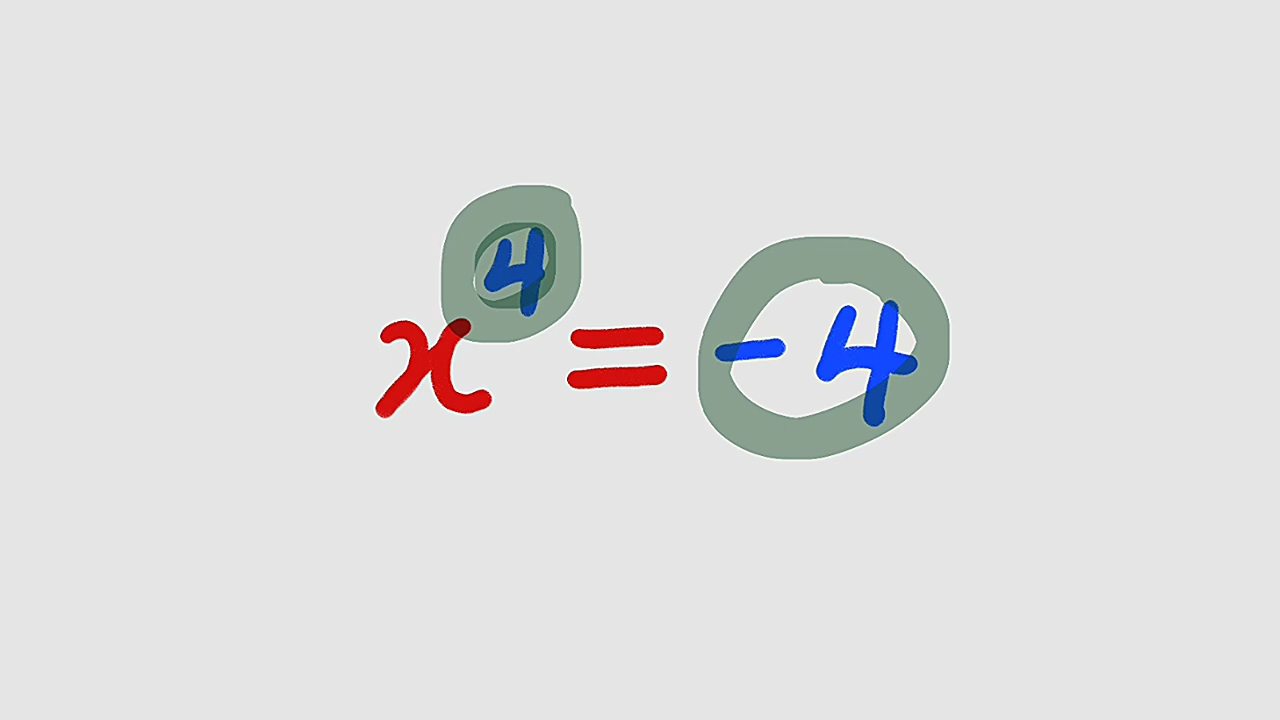 x⁴ = -4